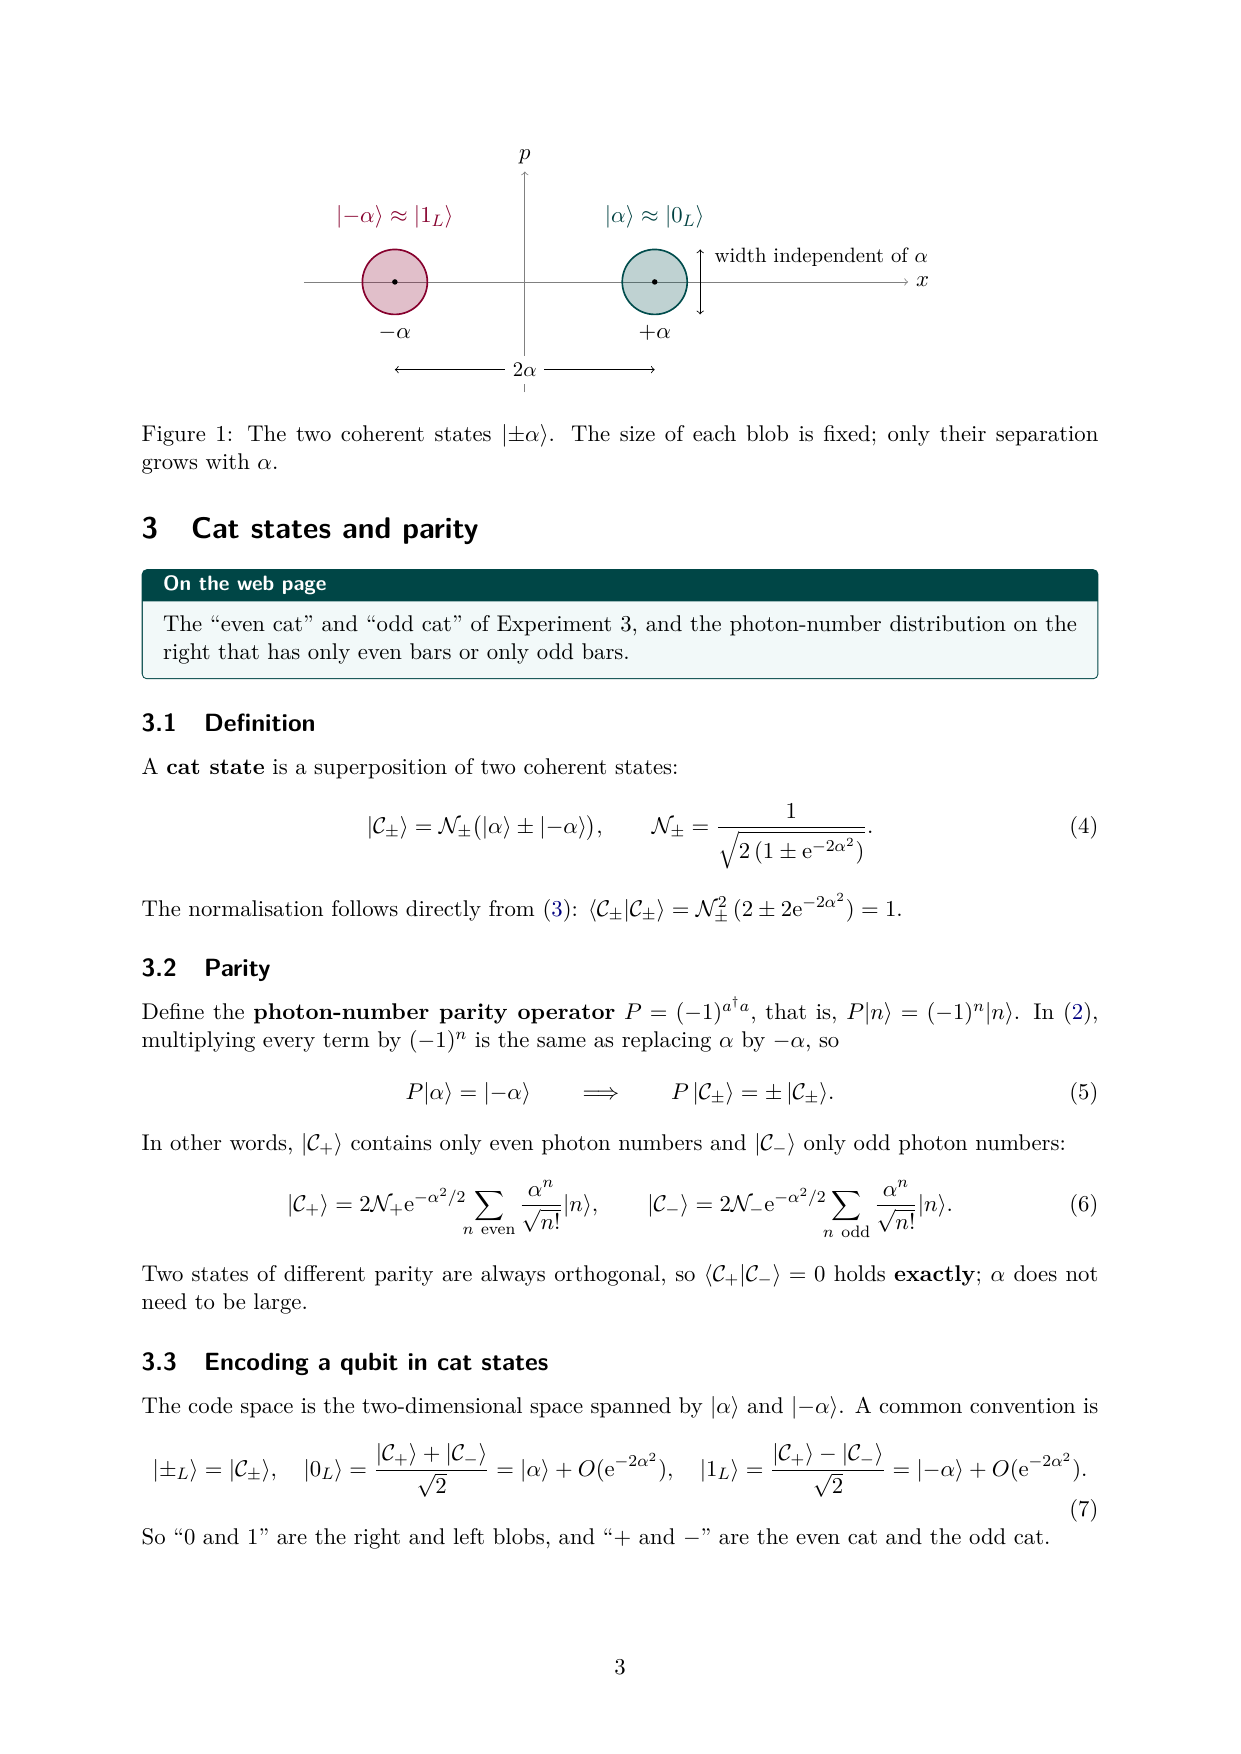 p
|−α⟩ ≈ |1_L⟩
|α⟩ ≈ |0_L⟩
width independent of α
x
−α
+α
2α
Figure 1: The two coherent states |±α⟩. The size of each blob is fixed; only their separation
grows with α.
3 Cat states and parity
On the web page
The “even cat” and “odd cat” of Experiment 3, and the photon-number distribution on the
right that has only even bars or only odd bars.
3.1 Definition
A cat state is a superposition of two coherent states:
|𝒞_±⟩ = 𝒩_±(|α⟩ ± |−α⟩), 𝒩_± = 1 / √(2 (1 ± e^{−2α²})). (4)
The normalisation follows directly from (3): ⟨𝒞_±|𝒞_±⟩ = 𝒩_±² (2 ± 2e^{−2α²}) = 1.
3.2 Parity
Define the photon-number parity operator P = (−1)^{a†a}, that is, P|n⟩ = (−1)^n|n⟩. In (2),
multiplying every term by (−1)^n is the same as replacing α by −α, so
P|α⟩ = |−α⟩ ⟹ P |𝒞_±⟩ = ± |𝒞_±⟩. (5)
In other words, |𝒞_+⟩ contains only even photon numbers and |𝒞_−⟩ only odd photon numbers:
|𝒞_+⟩ = 2𝒩_+e^{−α²/2} ∑_{n even} α^n/√n! |n⟩, |𝒞_−⟩ = 2𝒩_−e^{−α²/2} ∑_{n odd} α^n/√n! |n⟩. (6)
Two states of different parity are always orthogonal, so ⟨𝒞_+|𝒞_−⟩ = 0 holds exactly; α does not
need to be large.
3.3 Encoding a qubit in cat states
The code space is the two-dimensional space spanned by |α⟩ and |−α⟩. A common convention is
|±_L⟩ = |𝒞_±⟩, |0_L⟩ = (|𝒞_+⟩ + |𝒞_−⟩)/√2 = |α⟩ + O(e^{−2α²}), |1_L⟩ = (|𝒞_+⟩ − |𝒞_−⟩)/√2 = |−α⟩ + O(e^{−2α²}).
(7)
So “0 and 1” are the right and left blobs, and “+ and −” are the even cat and the odd cat.
3